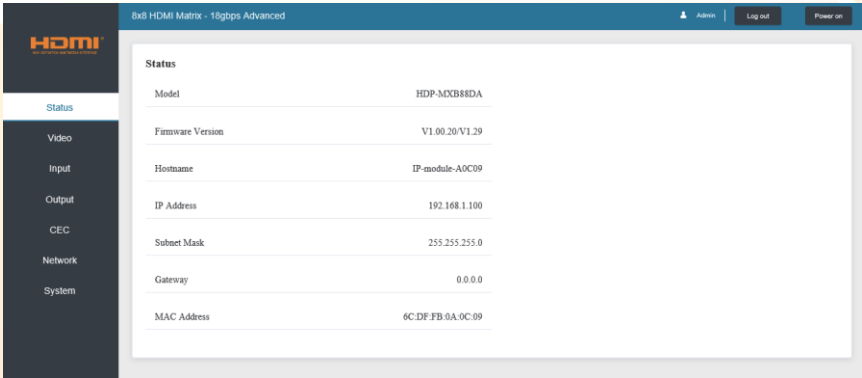 8x8 HDMI Matrix - 18gbps Advanced
Admin
Log out
Power on
HDMI
Status
Video
Input
Output
CEC
Network
System
Status
Model HDP-MXB88DA
Firmware Version V1.00.20/V1.29
Hostname IP-module-A0C09
IP Address 192.168.1.100
Subnet Mask 255.255.255.0
Gateway 0.0.0.0
MAC Address 6C:DF:FB:0A:0C:09